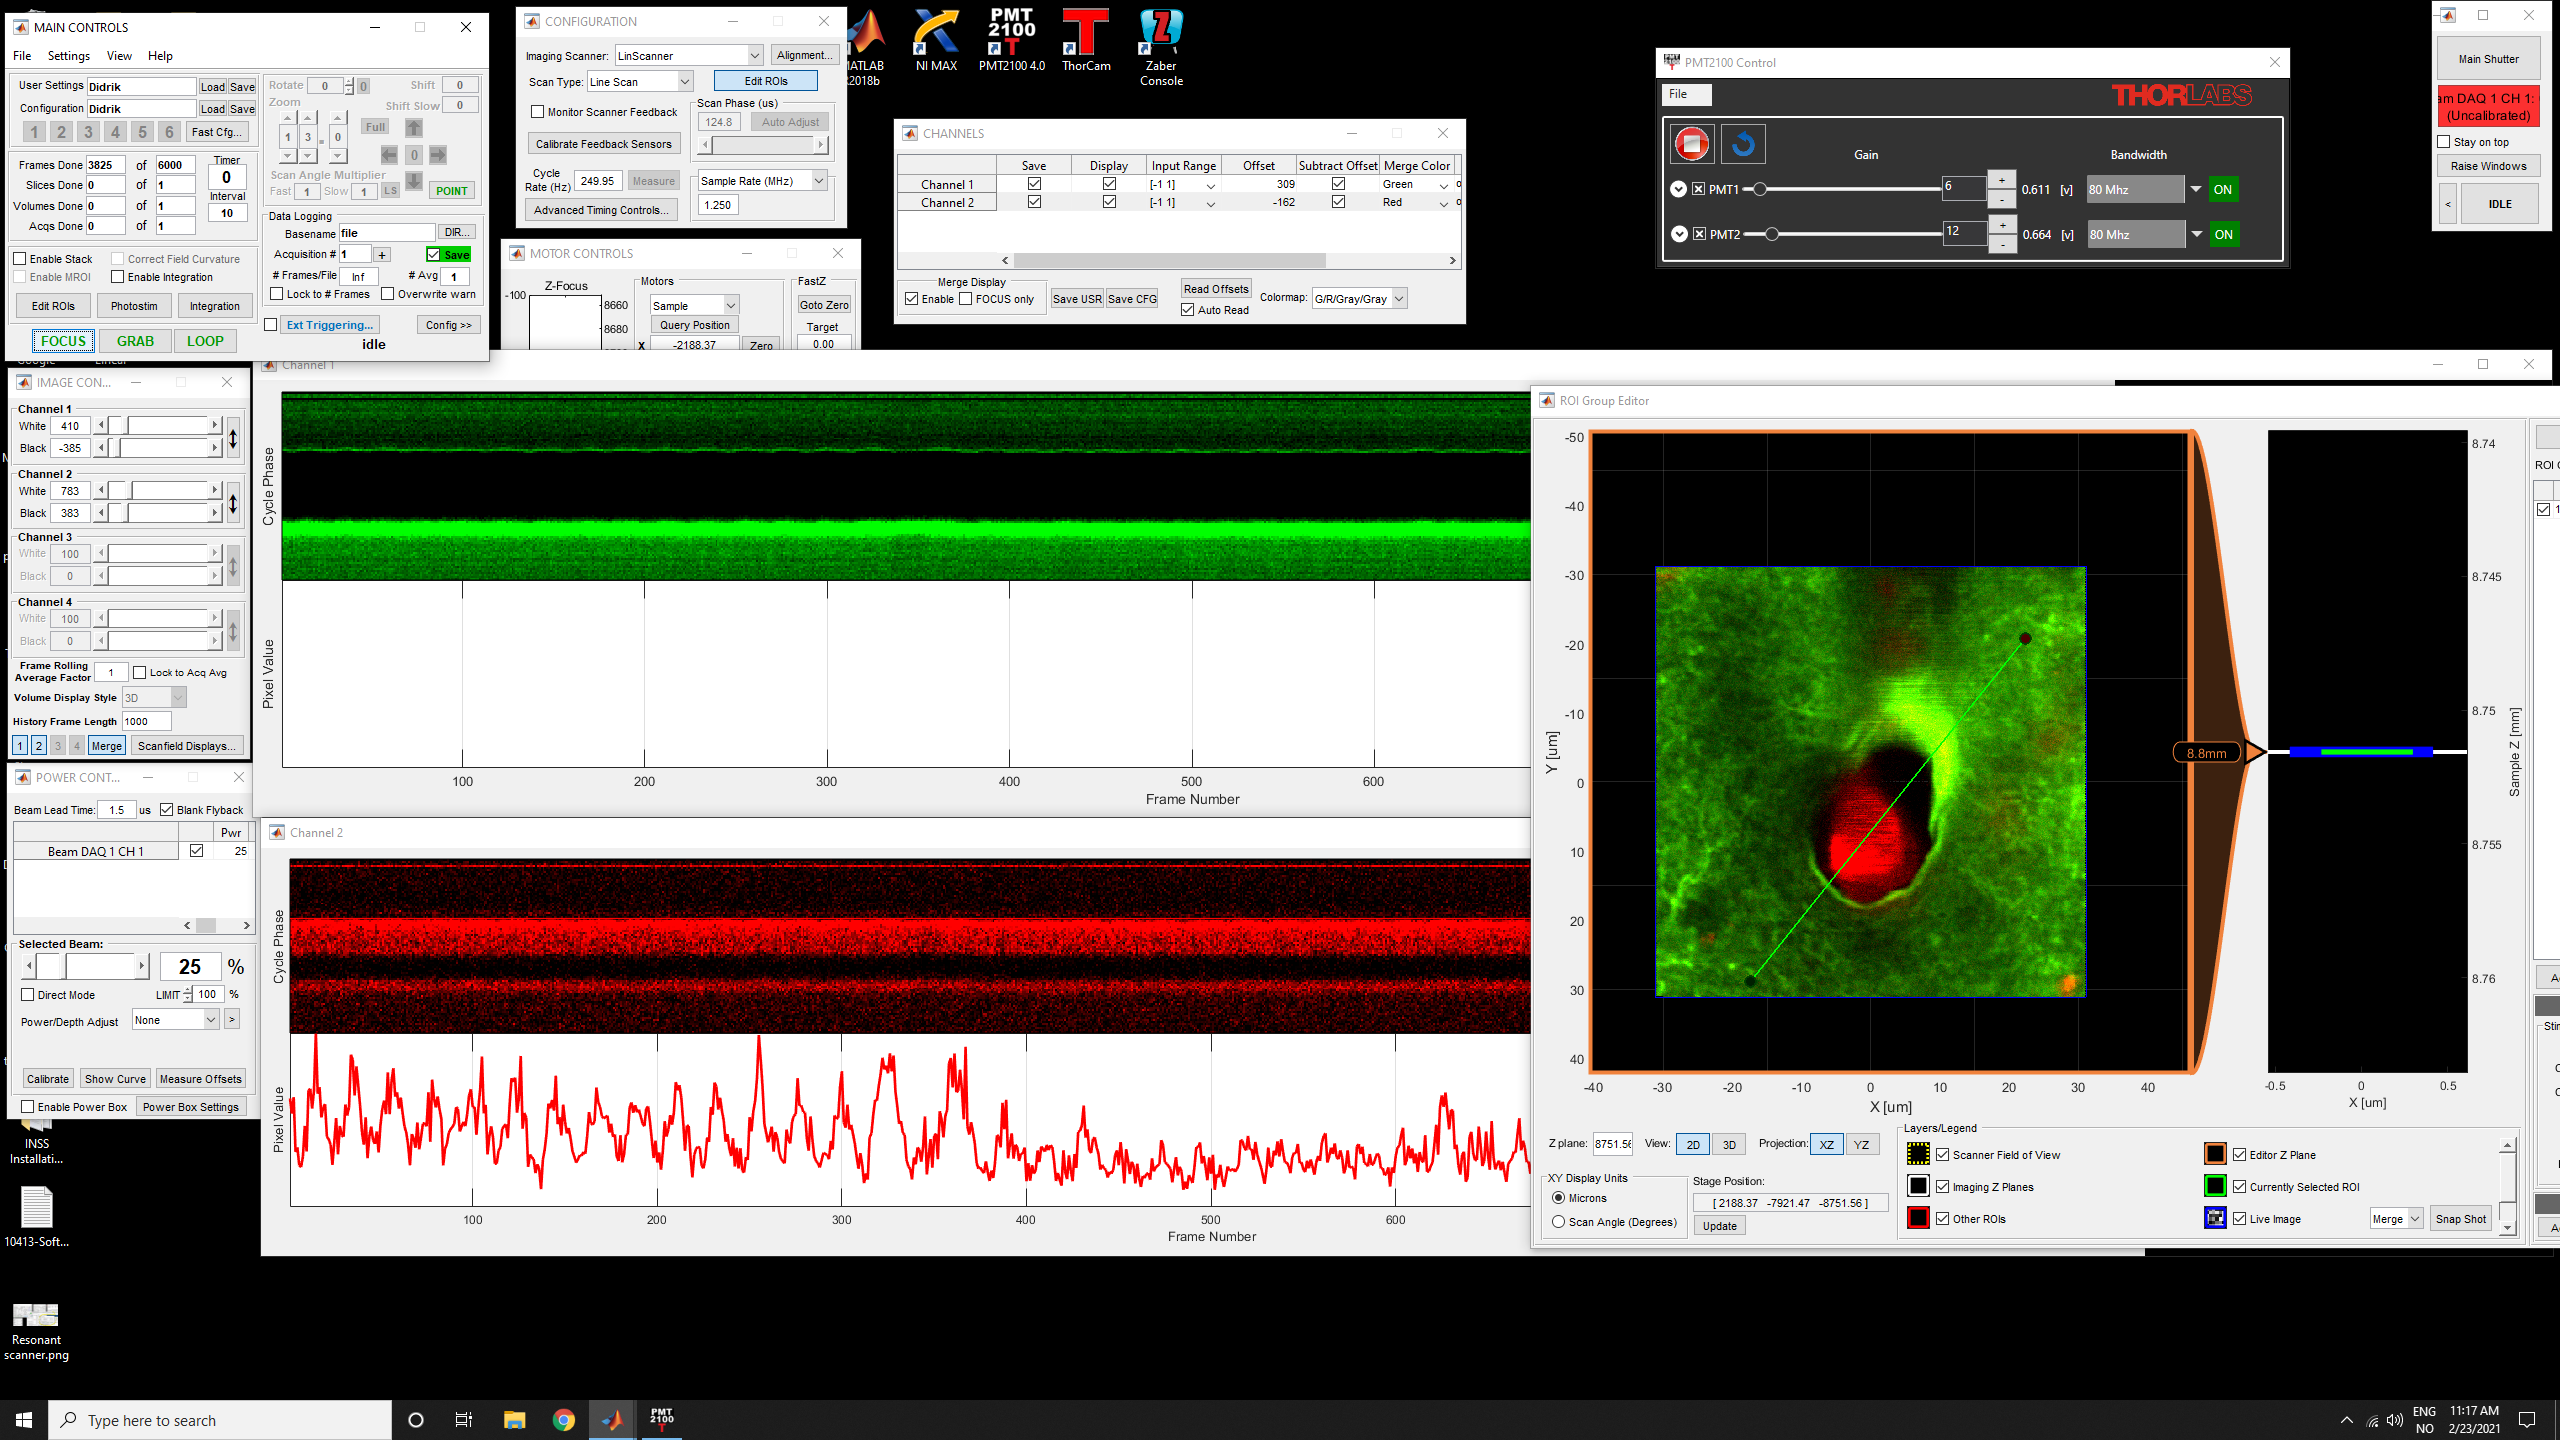 MAIN CONTROLS
File Settings View Help
User Settings Didrik Load Save
Configuration Didrik Load Save
1 2 3 4 5 6 Fast Cfg...
Frames Done 3825 of 6000
Slices Done 0 of 1
Volumes Done 0 of 1
Acqs Done 0 of 1
Timer
0
Interval
10
Enable Stack Correct Field Curvature
Enable MROI Enable Integration
Edit ROIs Photostim Integration
FOCUS GRAB LOOP
Rotate 0 0 Shift 0
Zoom Shift Slow 0
1 3 . 0 Full 0
Scan Angle Multiplier
Fast 1 Slow 1 LS POINT
Data Logging
Basename file DIR...
Acquisition # 1 + Save
# Frames/File Inf # Avg 1
Lock to # Frames Overwrite warn
Ext Triggering... Config >>
idle
CONFIGURATION
Imaging Scanner: LinScanner Alignment...
Scan Type: Line Scan Edit ROIs
Monitor Scanner Feedback
Calibrate Feedback Sensors
Cycle Rate (Hz) 249.95 Measure
Advanced Timing Controls...
Scan Phase (us)
124.8 Auto Adjust
Sample Rate (MHz)
1.250
MATLAB
NI MAX
PMT
2100
PMT2100 4.0
ThorCam
Zaber
Console
MOTOR CONTROLS
Z-Focus
-100
8660
8680
Motors
Sample
Query Position
X -2188.37 Zero
FastZ
Goto Zero
Target
0.00
CHANNELS
Save Display Input Range Offset Subtract Offset Merge Color
Channel 1 [-1 1] 309 Green
Channel 2 [-1 1] -162 Red
Merge Display
Enable FOCUS only Save USR Save CFG
Read Offsets
Auto Read
Colormap: G/R/Gray/Gray
PMT2100 Control
File THORLABS
Gain Bandwidth
PMT1 6 + - 0.611 [v] 80 Mhz ON
PMT2 12 + - 0.664 [v] 80 Mhz ON
Main Shutter
am DAQ 1 CH 1:
(Uncalibrated)
Stay on top
Raise Windows
< IDLE
IMAGE CON...
Channel 1
White 410
Black -385
Channel 2
White 783
Black 383
Channel 3
White 100
Black 0
Channel 4
White 100
Black 0
Frame Rolling
Average Factor 1 Lock to Acq Avg
Volume Display Style 3D
History Frame Length 1000
1 2 3 4 Merge Scanfield Displays...
POWER CONT...
Beam Lead Time: 1.5 us Blank Flyback
Pwr
Beam DAQ 1 CH 1 25
Selected Beam:
25 %
Direct Mode LIMIT 100 %
Power/Depth Adjust None >
Calibrate Show Curve Measure Offsets
Enable Power Box Power Box Settings
Channel 1
Cycle Phase
Pixel Value
100 200 300 400 500 600
Frame Number
Channel 2
Cycle Phase
Pixel Value
100 200 300 400 500 600
Frame Number
ROI Group Editor
-50
-40
-30
-20
-10
0
10
20
30
40
Y [um]
-40 -30 -20 -10 0 10 20 30 40
X [um]
8.8mm
8.74
8.745
8.75
8.755
8.76
Sample Z [mm]
-0.5 0 0.5
X [um]
Z plane: 8751.56 View: 2D 3D Projection: XZ YZ
XY Display Units
Microns
Scan Angle (Degrees)
Stage Position:
[ 2188.37 -7921.47 -8751.56 ]
Update
Layers/Legend
Scanner Field of View Editor Z Plane
Imaging Z Planes Currently Selected ROI
Other ROIs Live Image Merge Snap Shot
INSS
Installati...
10413-Soft...
Resonant
scanner.png
Type here to search
PMT
2100
ENG
NO
11:17 AM
2/23/2021